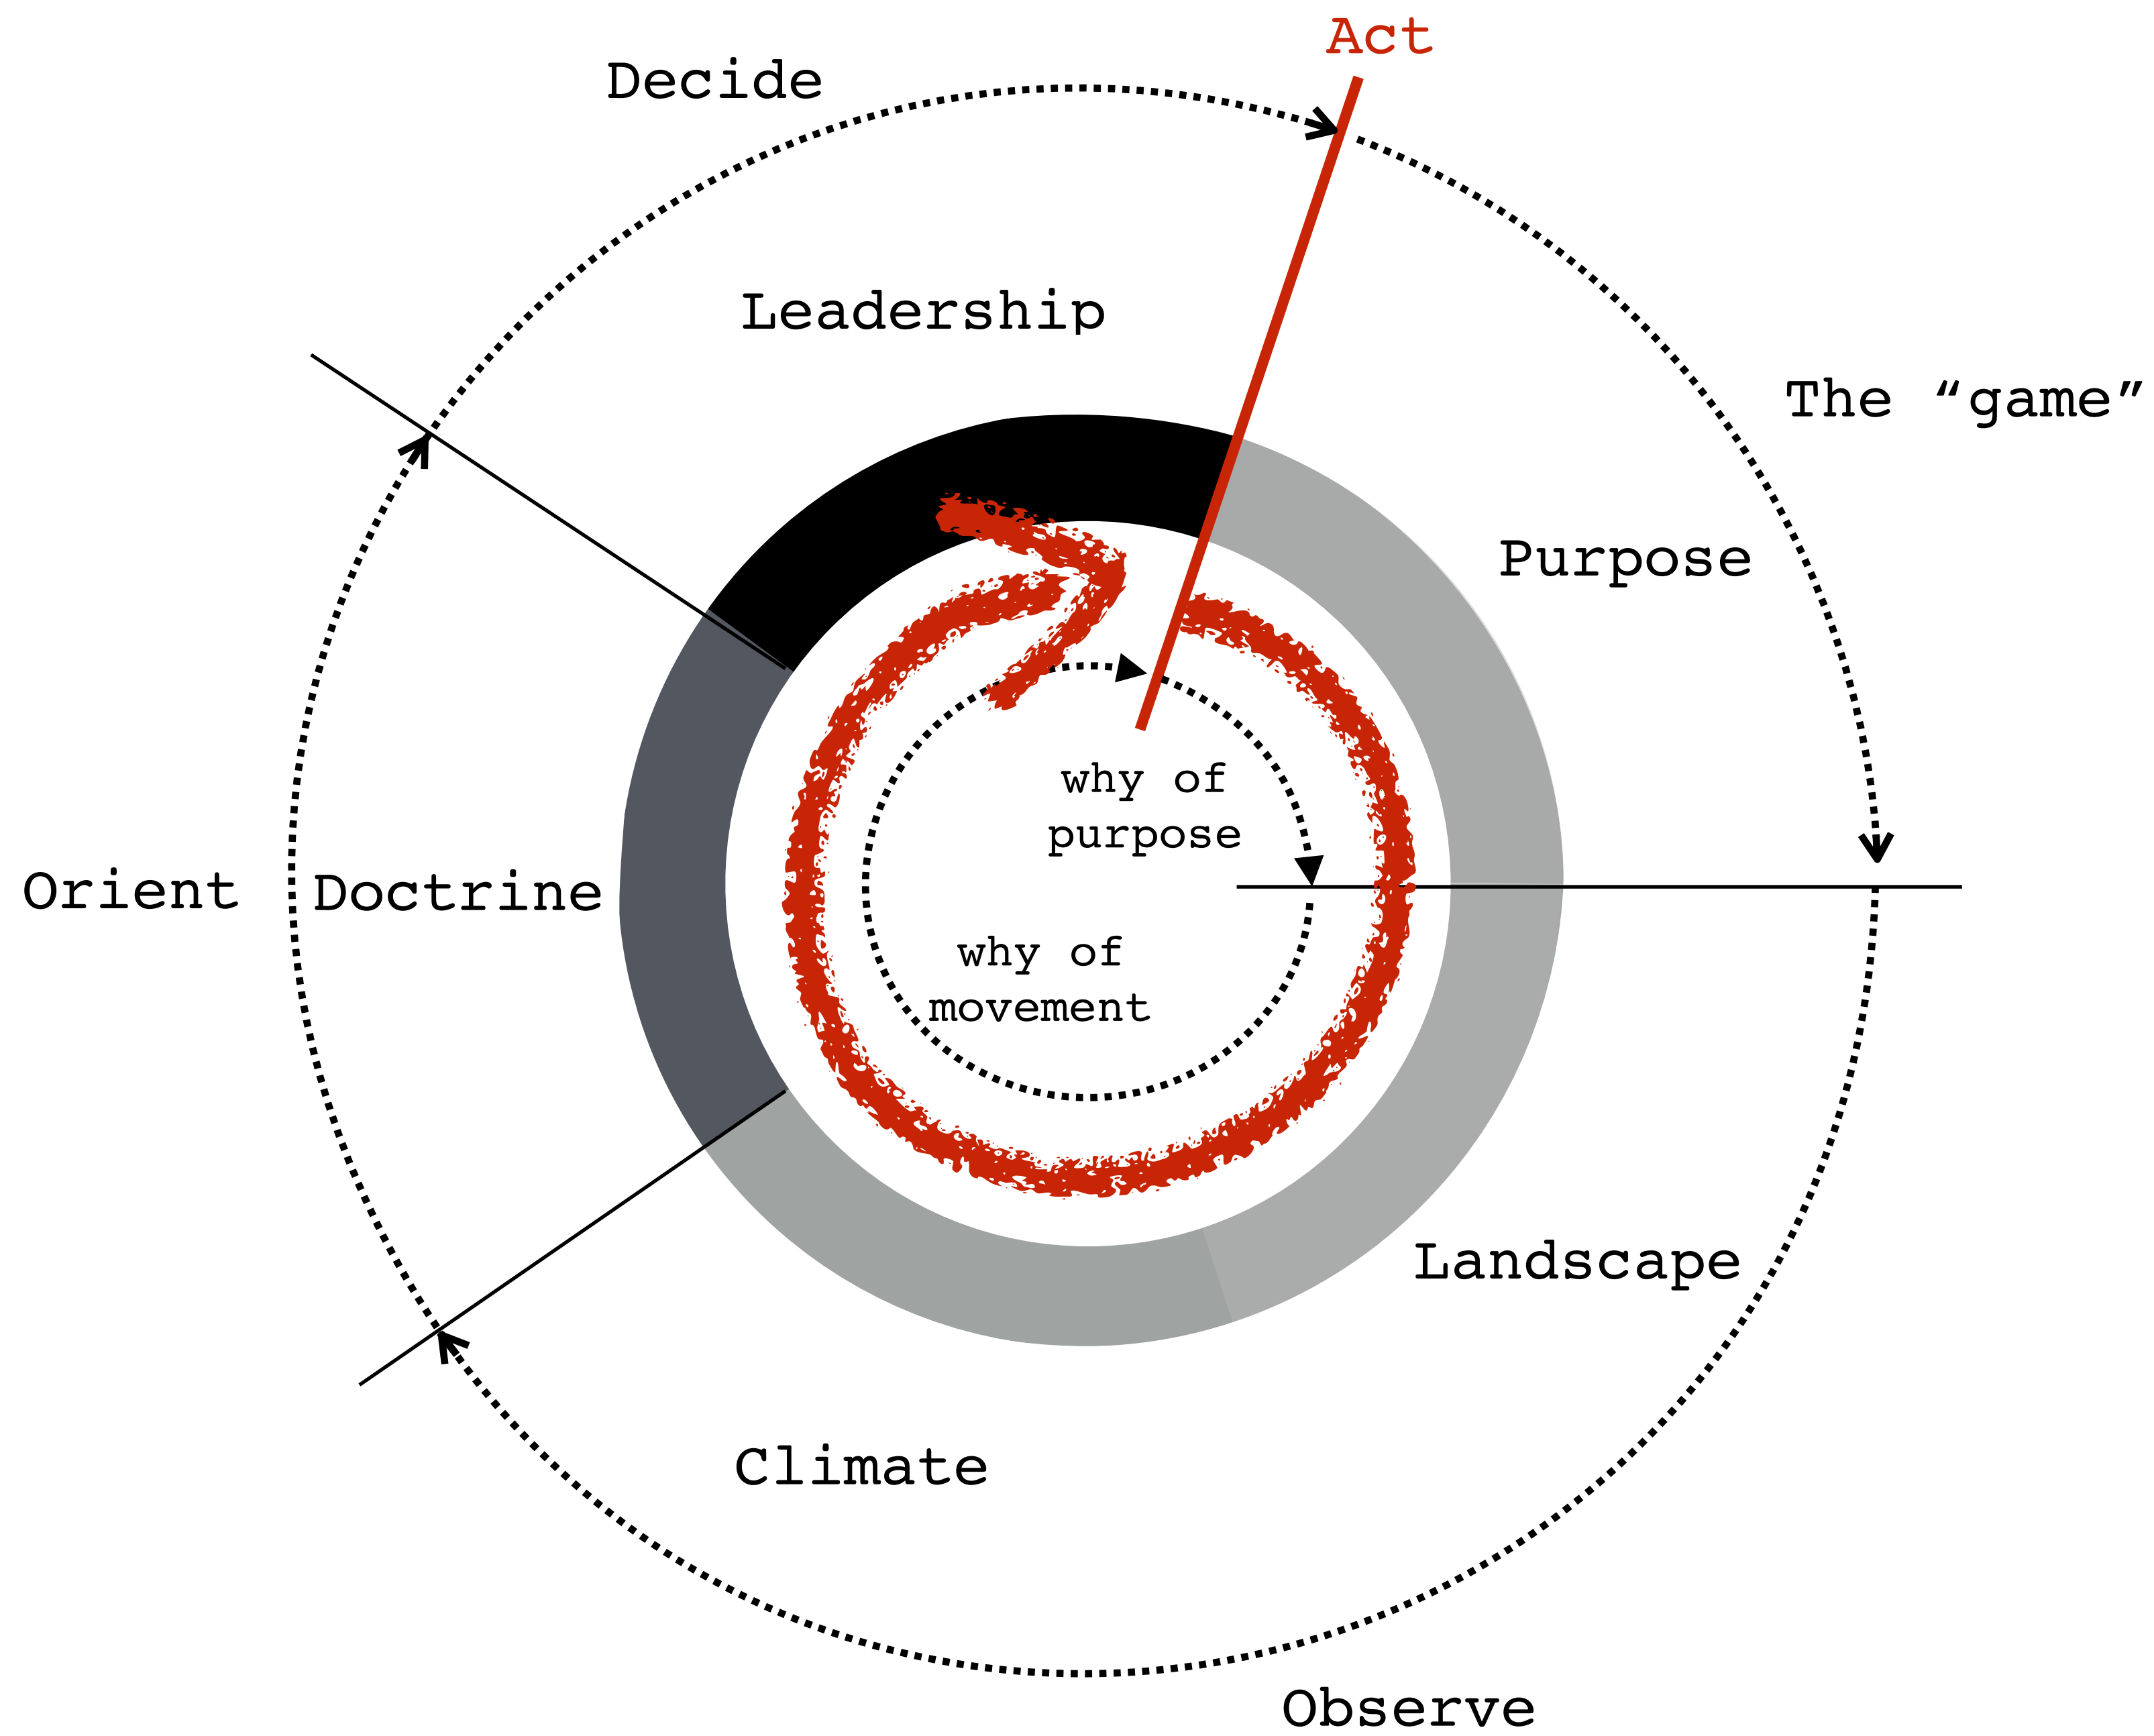 Act
Decide
Leadership
The “game”
Purpose
why of
purpose
Orient
Doctrine
why of
movement
Landscape
Climate
Observe